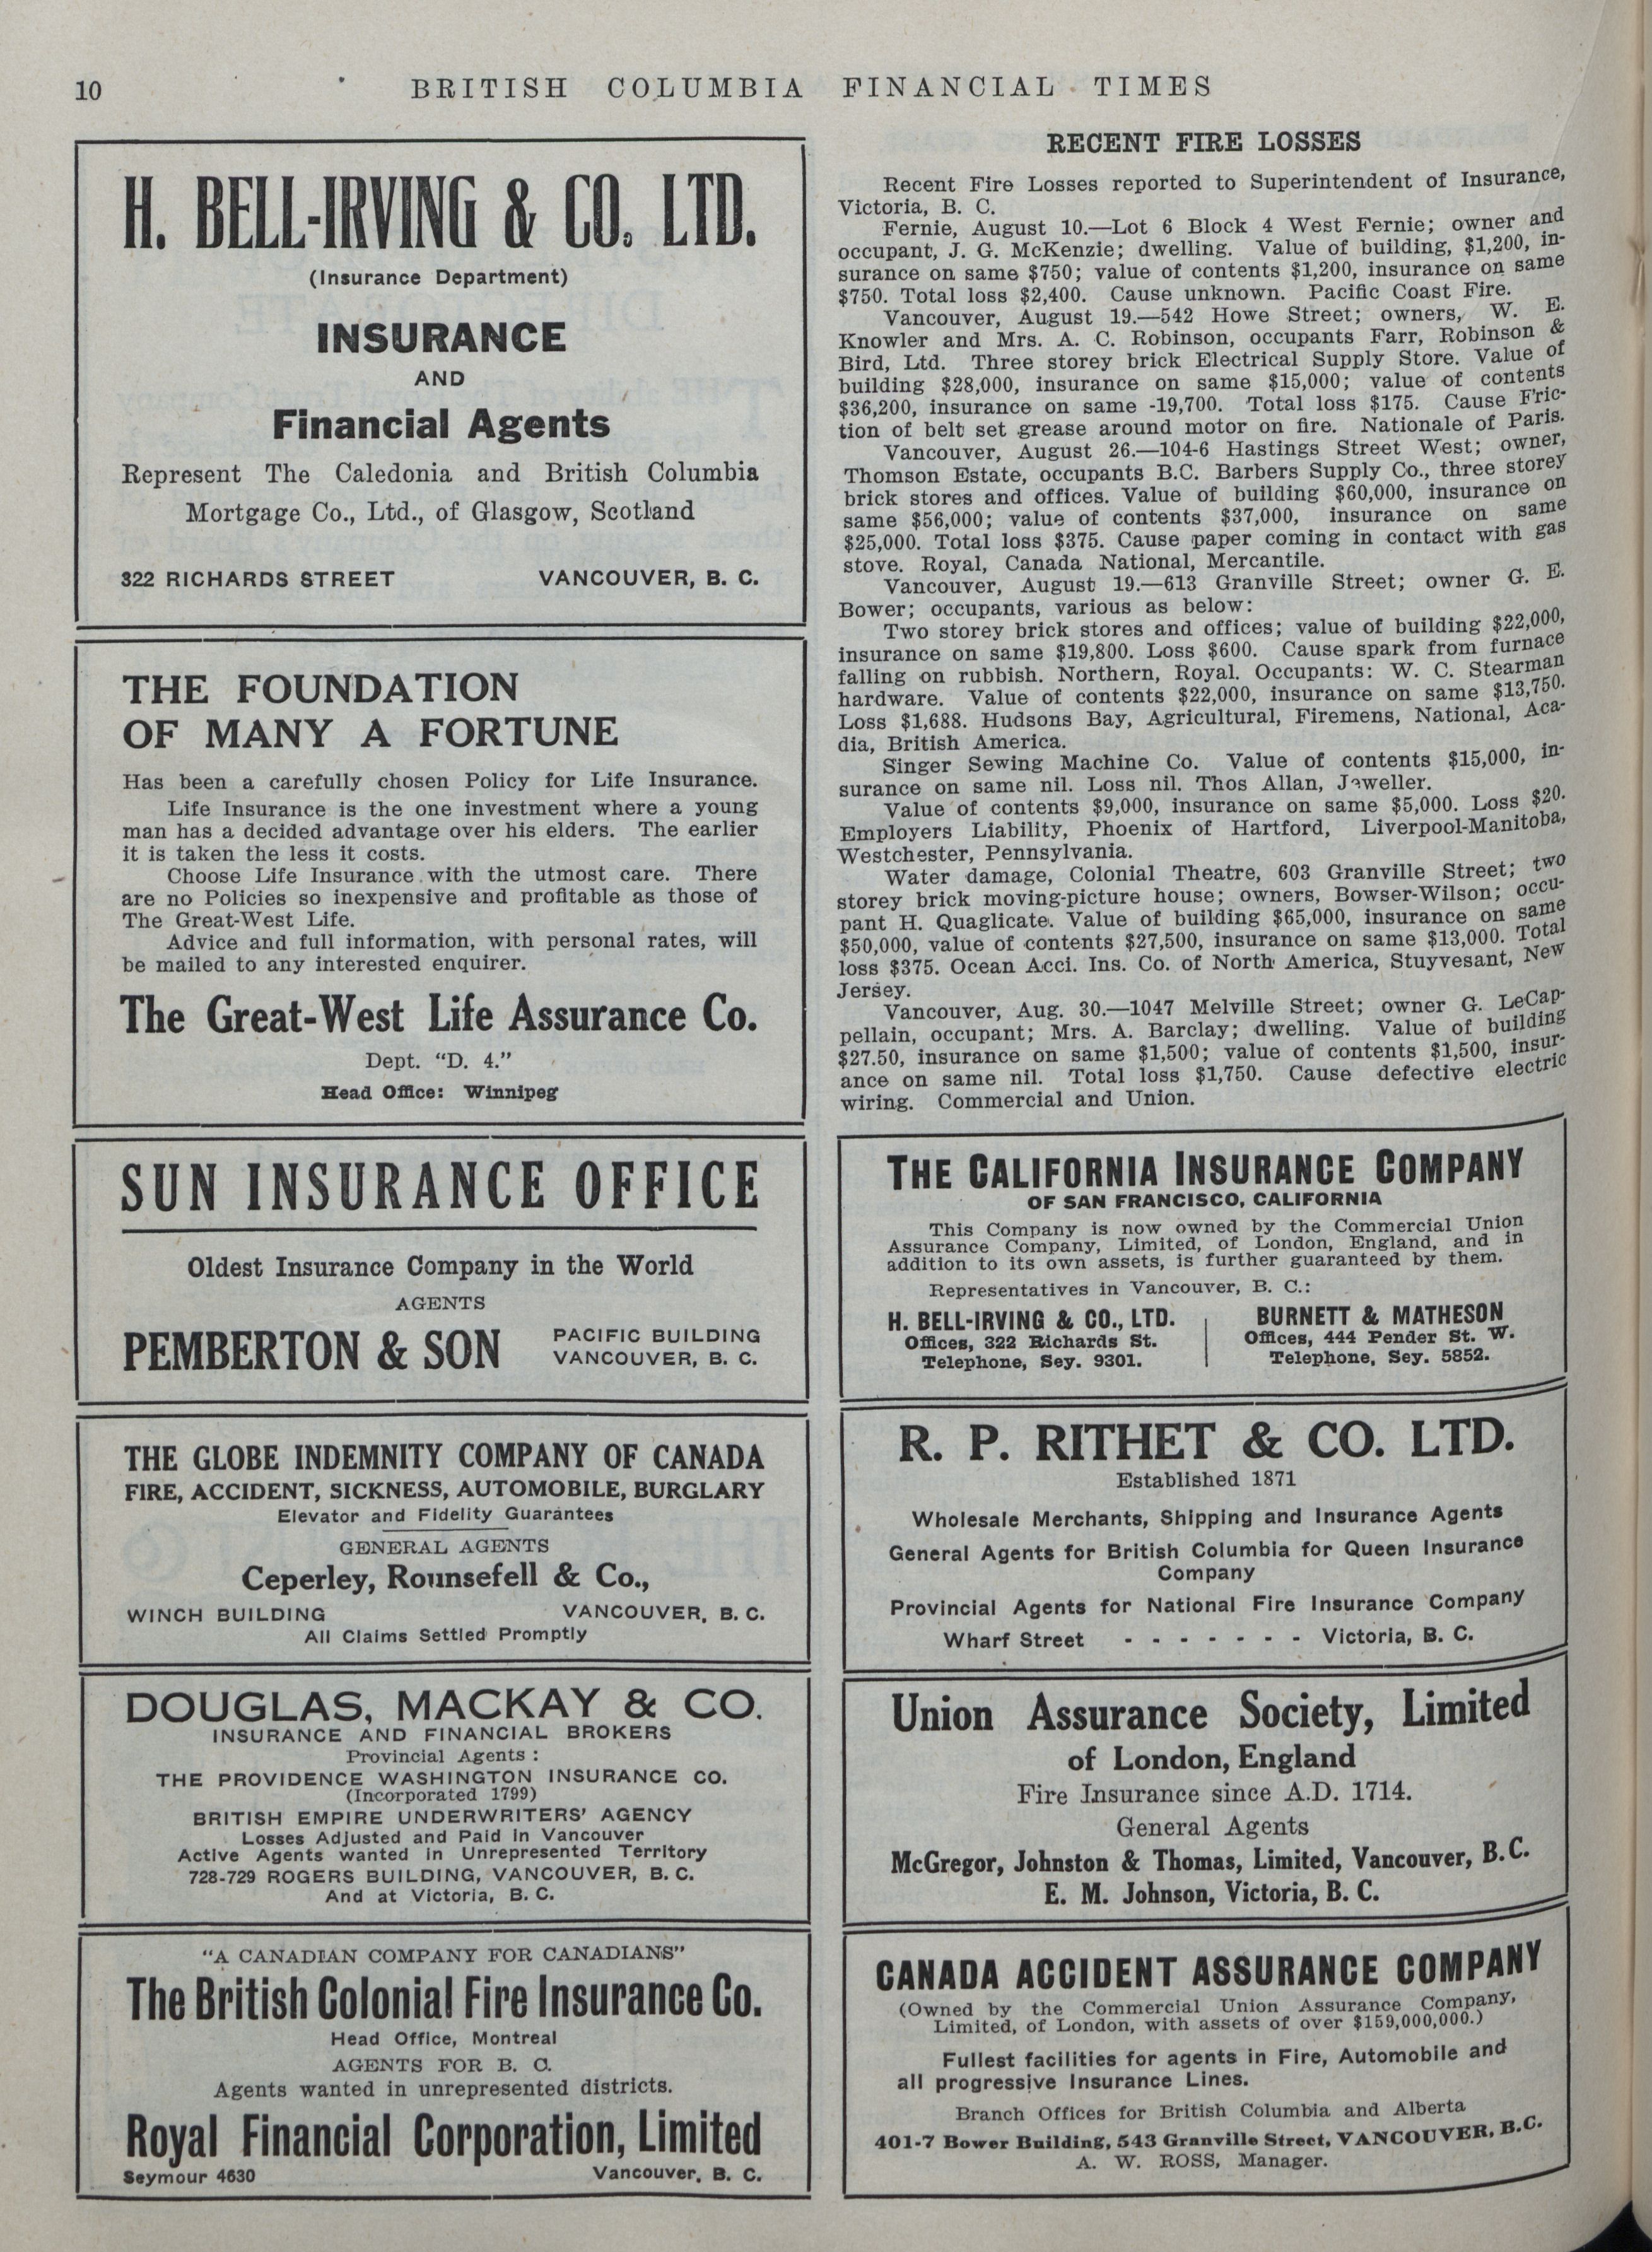 10
BRITISH COLUMBIA FINANCIAL TIMES
H. BELL-IRVING & CO. LTD.
(Insurance Department)
INSURANCE
AND
Financial Agents
Represent The Caledonia and British Columbia
Mortgage Co., Ltd., of Glasgow, Scotland
322 RICHARDS STREET VANCOUVER, B. C.
THE FOUNDATION
OF MANY A FORTUNE
Has been a carefully chosen Policy for Life Insurance.
Life Insurance is the one investment where a young
man has a decided advantage over his elders. The earlier
it is taken the less it costs.
Choose Life Insurance with the utmost care. There
are no Policies so inexpensive and profitable as those of
The Great-West Life.
Advice and full information, with personal rates, will
be mailed to any interested enquirer.
The Great-West Life Assurance Co.
Dept. "D. 4."
Head Office: Winnipeg
SUN INSURANCE OFFICE
Oldest Insurance Company in the World
AGENTS
PEMBERTON & SON PACIFIC BUILDING
VANCOUVER, B. C.
THE GLOBE INDEMNITY COMPANY OF CANADA
FIRE, ACCIDENT, SICKNESS, AUTOMOBILE, BURGLARY
Elevator and Fidelity Guarantees
GENERAL AGENTS
Ceperley, Rounsefell & Co.,
WINCH BUILDING VANCOUVER, B. C.
All Claims Settled Promptly
DOUGLAS, MACKAY & CO.
INSURANCE AND FINANCIAL BROKERS
Provincial Agents :
THE PROVIDENCE WASHINGTON INSURANCE CO.
(Incorporated 1799)
BRITISH EMPIRE UNDERWRITERS' AGENCY
Losses Adjusted and Paid in Vancouver
Active Agents wanted in Unrepresented Territory
728-729 ROGERS BUILDING, VANCOUVER, B. C.
And at Victoria, B. C.
"A CANADIAN COMPANY FOR CANADIANS"
The British Colonial Fire Insurance Co.
Head Office, Montreal
AGENTS FOR B. C.
Agents wanted in unrepresented districts.
Royal Financial Corporation, Limited
Seymour 4630 Vancouver, B. C.
RECENT FIRE LOSSES
Recent Fire Losses reported to Superintendent of Insurance,
Victoria, B. C.
Fernie, August 10.—Lot 6 Block 4 West Fernie; owner and
occupant, J. G. McKenzie; dwelling. Value of building, $1,200, in-
surance on same $750; value of contents $1,200, insurance on same
$750. Total loss $2,400. Cause unknown. Pacific Coast Fire.
Vancouver, August 19.—542 Howe Street; owners, W. E.
Knowler and Mrs. A. C. Robinson, occupants Farr, Robinson &
Bird, Ltd. Three storey brick Electrical Supply Store. Value of
building $28,000, insurance on same $15,000; value of contents
$36,200, insurance on same -19,700. Total loss $175. Cause Fric-
tion of belt set grease around motor on fire. Nationale of Paris.
Vancouver, August 26.—104-6 Hastings Street West; owner,
Thomson Estate, occupants B.C. Barbers Supply Co., three storey
brick stores and offices. Value of building $60,000, insurance on
same $56,000; value of contents $37,000, insurance on same
$25,000. Total loss $375. Cause paper coming in contact with gas
stove. Royal, Canada National, Mercantile.
Vancouver, August 19.—613 Granville Street; owner G. E.
Bower; occupants, various as below:
Two storey brick stores and offices; value of building $22,000,
insurance on same $19,800. Loss $600. Cause spark from furnace
falling on rubbish. Northern, Royal. Occupants: W. C. Stearman
hardware. Value of contents $22,000, insurance on same $13,750.
Loss $1,688. Hudsons Bay, Agricultural, Firemens, National, Aca-
dia, British America.
Singer Sewing Machine Co. Value of contents $15,000, in-
surance on same nil. Loss nil. Thos Allan, Jeweller.
Value of contents $9,000, insurance on same $5,000. Loss $20.
Employers Liability, Phoenix of Hartford, Liverpool-Manitoba,
Westchester, Pennsylvania.
Water damage, Colonial Theatre, 603 Granville Street; two
storey brick moving-picture house; owners, Bowser-Wilson; occu-
pant H. Quaglicate. Value of building $65,000, insurance on same
$50,000, value of contents $27,500, insurance on same $13,000. Total
loss $375. Ocean Acci. Ins. Co. of North America, Stuyvesant, New
Jersey.
Vancouver, Aug. 30.—1047 Melville Street; owner G. LeCap-
pellain, occupant; Mrs. A. Barclay; dwelling. Value of building
$27.50, insurance on same $1,500; value of contents $1,500, insur-
ance on same nil. Total loss $1,750. Cause defective electric
wiring. Commercial and Union.
THE CALIFORNIA INSURANCE COMPANY
OF SAN FRANCISCO, CALIFORNIA
This Company is now owned by the Commercial Union
Assurance Company, Limited, of London, England, and in
addition to its own assets, is further guaranteed by them.
Representatives in Vancouver, B. C.:
H. BELL-IRVING & CO., LTD.
Offices, 322 Richards St.
Telephone, Sey. 9301.
BURNETT & MATHESON
Offices, 444 Pender St. W.
Telephone, Sey. 5852.
R. P. RITHET & CO. LTD.
Established 1871
Wholesale Merchants, Shipping and Insurance Agents
General Agents for British Columbia for Queen Insurance
Company
Provincial Agents for National Fire Insurance Company
Wharf Street - - - - - - - Victoria, B. C.
Union Assurance Society, Limited
of London, England
Fire Insurance since A.D. 1714.
General Agents
McGregor, Johnston & Thomas, Limited, Vancouver, B.C.
E. M. Johnson, Victoria, B. C.
CANADA ACCIDENT ASSURANCE COMPANY
(Owned by the Commercial Union Assurance Company,
Limited, of London, with assets of over $159,000,000.)
Fullest facilities for agents in Fire, Automobile and
all progressive Insurance Lines.
Branch Offices for British Columbia and Alberta
401-7 Bower Building, 543 Granville Street, VANCOUVER, B.C.
A. W. ROSS, Manager.